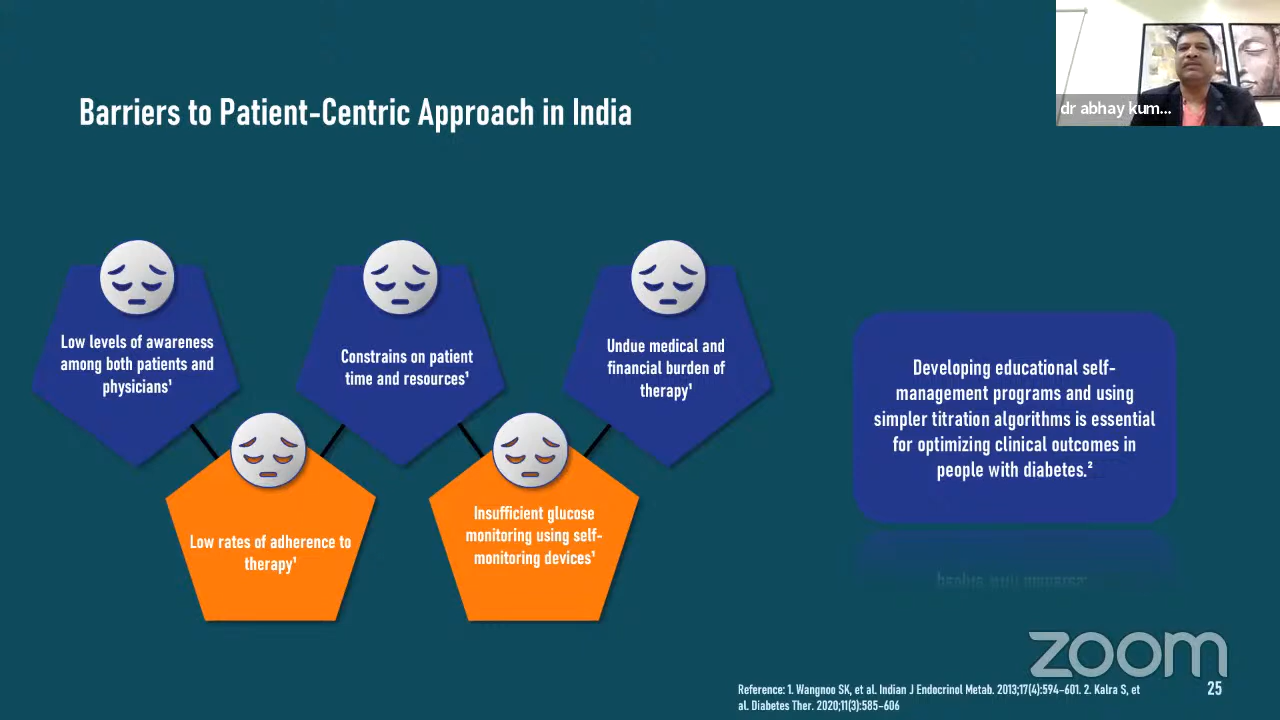 dr abhay kum...
Barriers to Patient-Centric Approach in India
Low levels of awareness
among both patients and
physicians¹
Constrains on patient
time and resources¹
Undue medical and
financial burden of
therapy¹
Low rates of adherence to
therapy¹
Insufficient glucose
monitoring using self-
monitoring devices¹
Developing educational self-
management programs and using
simpler titration algorithms is essential
for optimizing clinical outcomes in
people with diabetes.²
zoom
Reference: 1. Wangnoo SK, et al. Indian J Endocrinol Metab. 2013;17(4):594–601. 2. Kalra S, et
al. Diabetes Ther. 2020;11(3):585–606
25